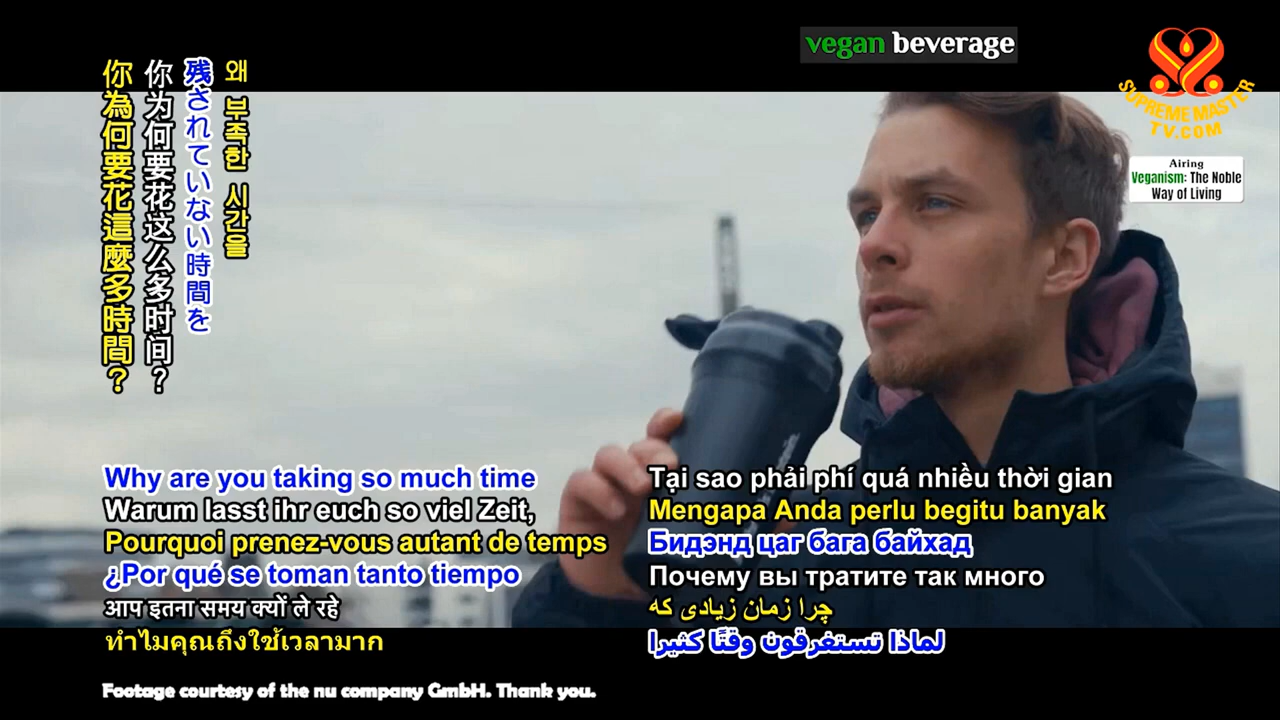 vegan beverage
SUPREME MASTER
TV.COM
Airing
Veganism: The Noble
Way of Living
왜 부족한 시간을
残されていない時間を
你为何要花这么多时间？
你為何要花這麼多時間？
Why are you taking so much time
Warum lasst ihr euch so viel Zeit,
Pourquoi prenez-vous autant de temps
¿Por qué se toman tanto tiempo
आप इतना समय क्यों ले रहे
ทำไมคุณถึงใช้เวลามาก
Tại sao phải phí quá nhiều thời gian
Mengapa Anda perlu begitu banyak
Бидэнд цаг бага байхад
Почему вы тратите так много
چرا زمان زیادی که
لماذا تستغرقون وقتًا كثيرا
Footage courtesy of the nu company GmbH. Thank you.